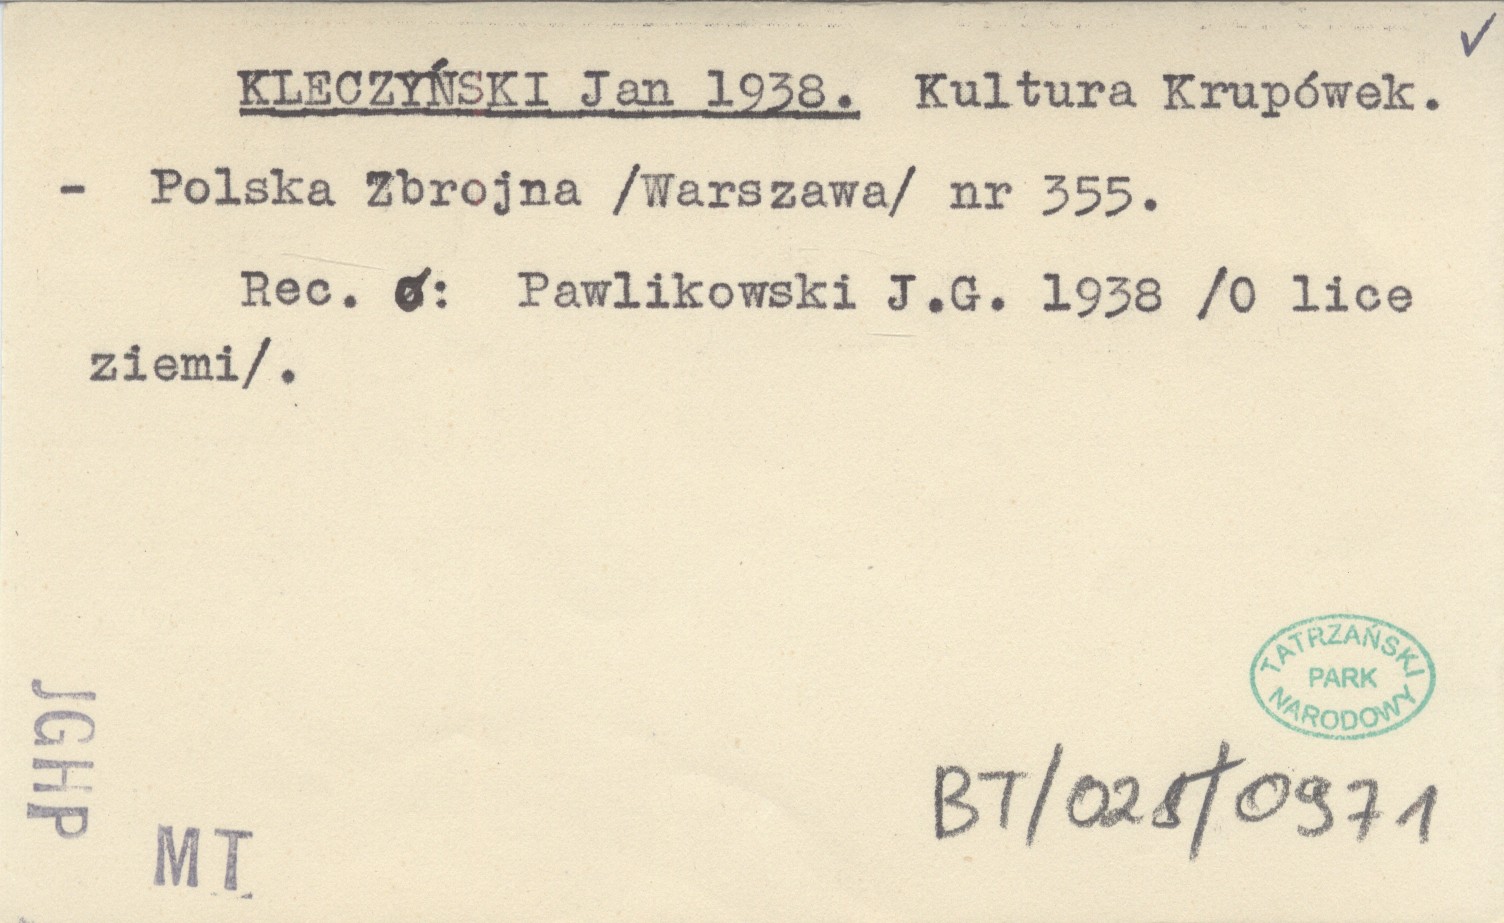 KLECZYŃSKI Jan 1938. Kultura Krupówek.
- Polska Zbrojna /Warszawa/ nr 355.
Rec. ó: Pawlikowski J.G. 1938 /O lice
ziemi/.
TATRZAŃSKI
PARK
NARODOWY
BT/025/0971
JGHP
MT